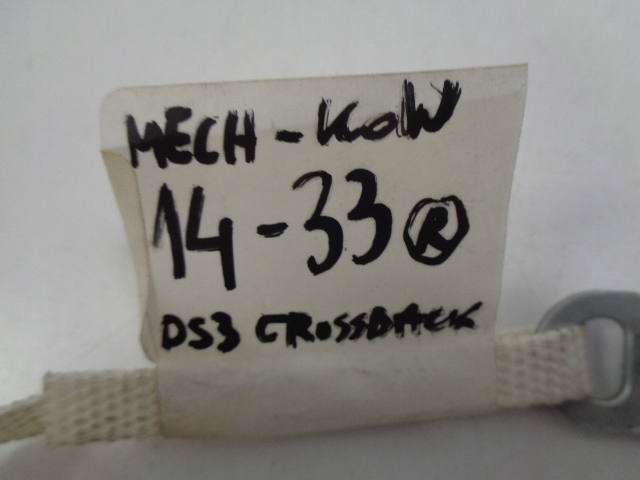 MECH - KOW
14-33 Ⓡ
DS3 CROSSBACK